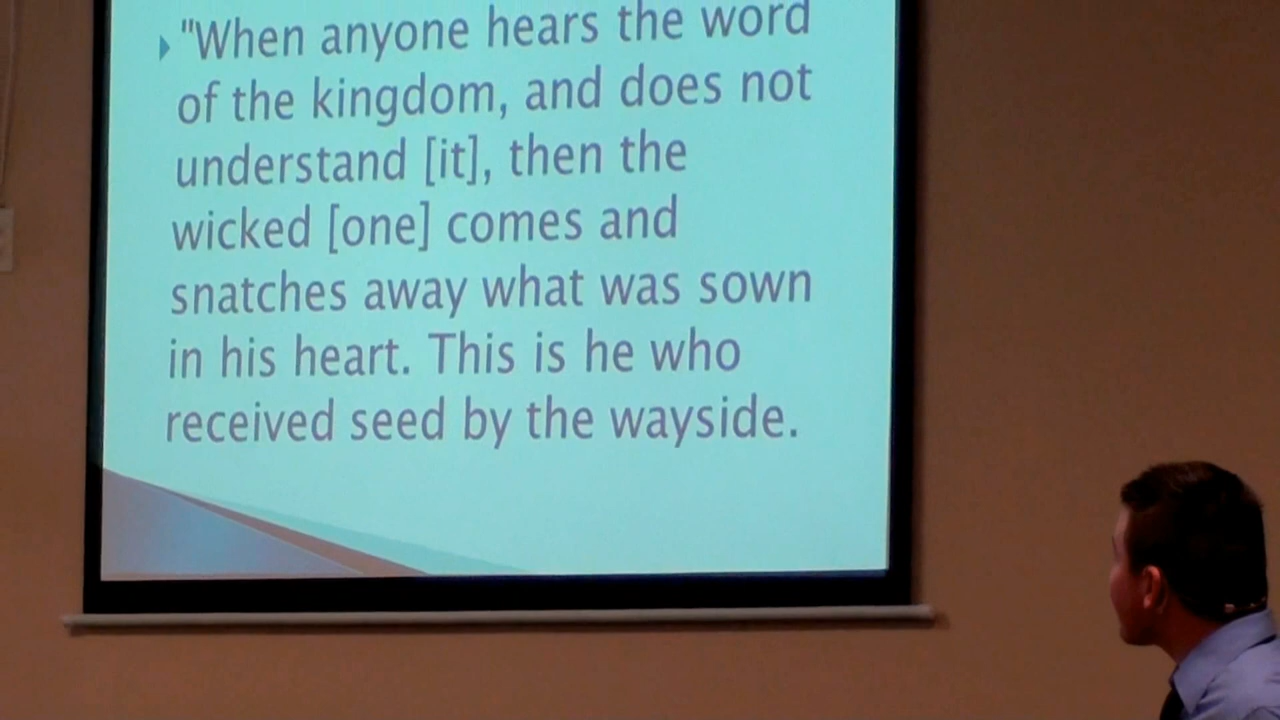 "When anyone hears the word
of the kingdom, and does not
understand [it], then the
wicked [one] comes and
snatches away what was sown
in his heart. This is he who
received seed by the wayside.